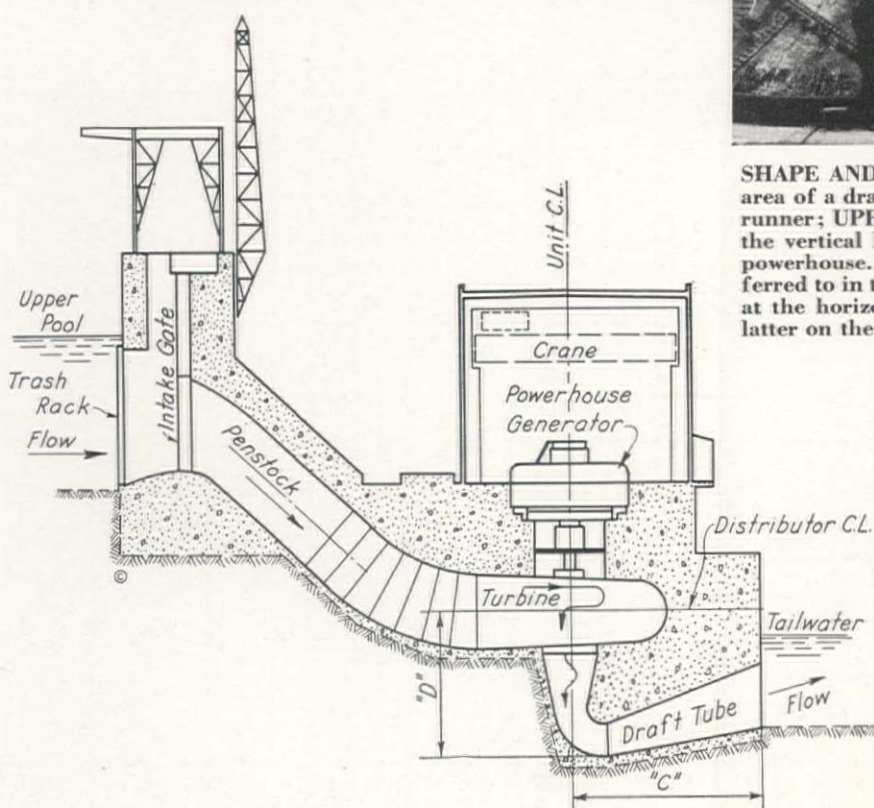 Upper
Pool
Trash
Rack
Flow
Intake Gate
Penstock
Unit C.L.
Crane
Powerhouse
Generator
Distributor C.L.
Turbine
Tailwater
"D"
Draft Tube
Flow
"C"
©
SHAPE AND
area of a dra
runner; UPP
the vertical
powerhouse.
ferred to in t
at the horizo
latter on the